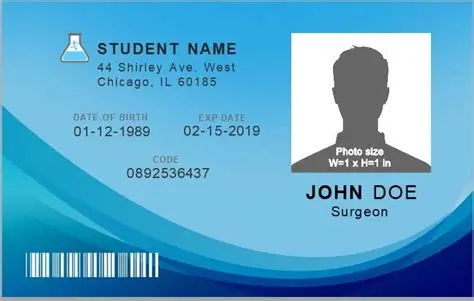 STUDENT NAME
44 Shirley Ave. West
Chicago, IL 60185
DATE OF BIRTH
01-12-1989
EXP DATE
02-15-2019
CODE
0892536437
Photo size
W=1 x H=1 in
JOHN DOE
Surgeon